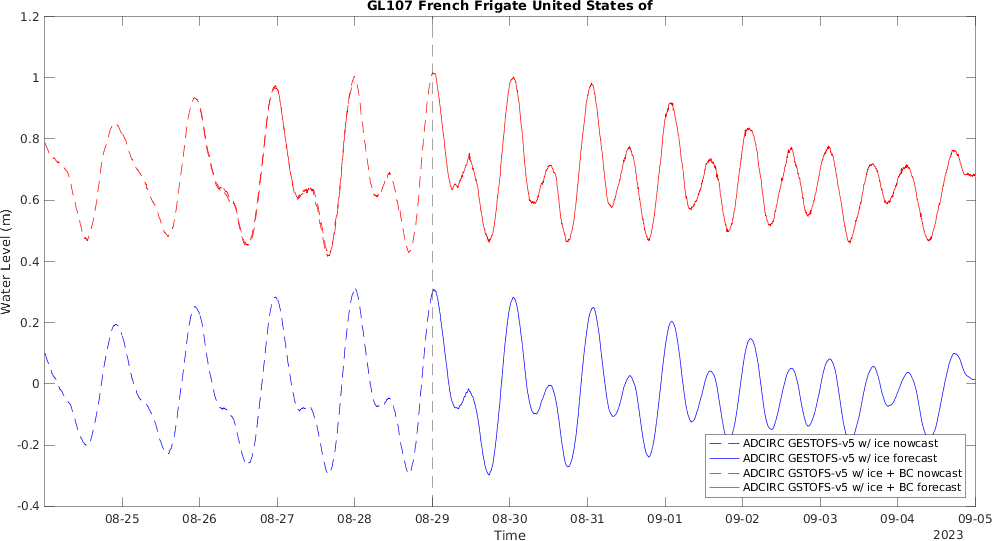 GL107 French Frigate United States of
1.2
1
0.8
0.6
0.4
0.2
0
-0.2
-0.4
Water Level (m)
08-25 08-26 08-27 08-28 08-29 08-30 08-31 09-01 09-02 09-03 09-04 09-05
Time
2023
ADCIRC GESTOFS-v5 w/ ice nowcast
ADCIRC GESTOFS-v5 w/ ice forecast
ADCIRC GSTOFS-v5 w/ ice + BC nowcast
ADCIRC GSTOFS-v5 w/ ice + BC forecast